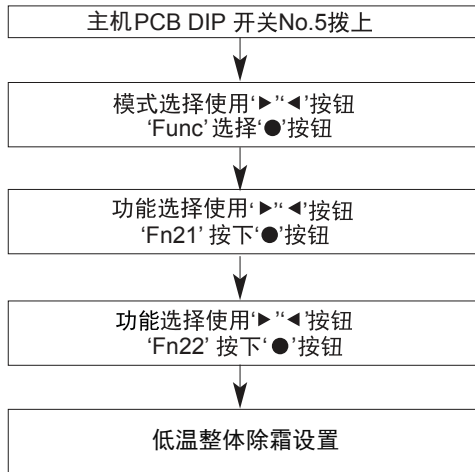 主机PCB DIP 开关No.5拨上
模式选择使用‘►’‘◄’按钮
‘Func’ 选择‘●’按钮
功能选择使用‘►’‘◄’按钮
‘Fn21’ 按下‘●’按钮
功能选择使用‘►’‘◄’按钮
‘Fn22’ 按下‘●’按钮
低温整体除霜设置